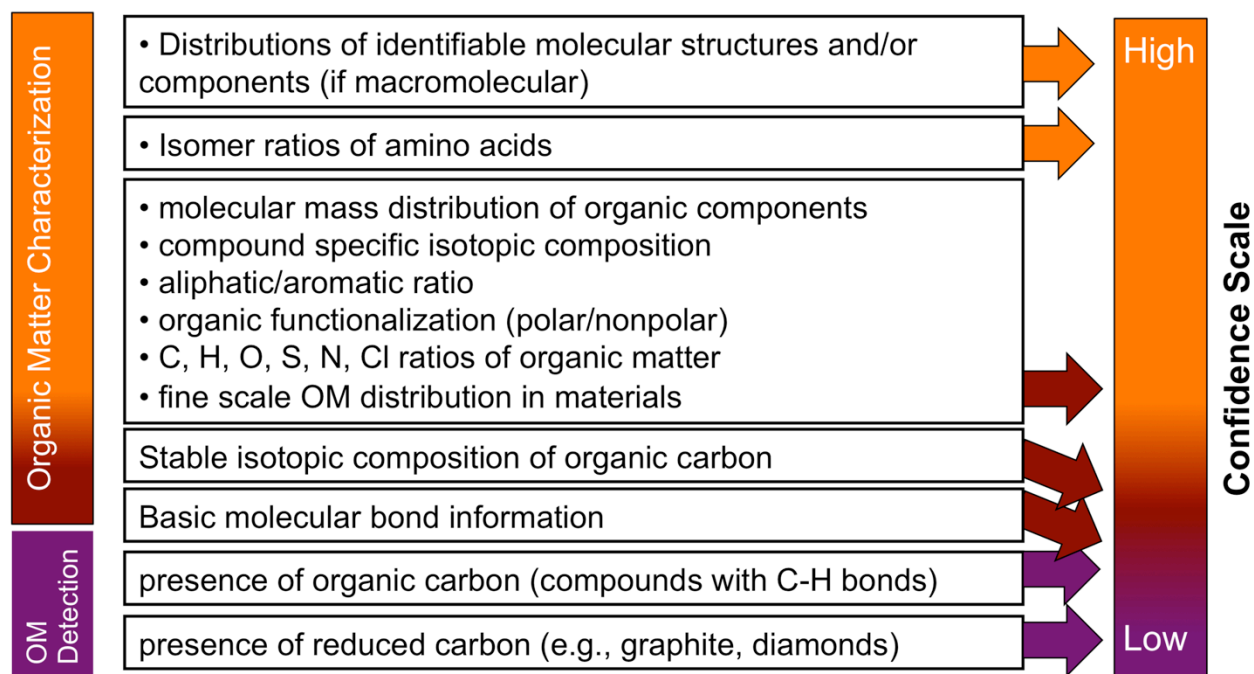 Organic Matter Characterization
• Distributions of identifiable molecular structures and/or
components (if macromolecular)
• Isomer ratios of amino acids
• molecular mass distribution of organic components
• compound specific isotopic composition
• aliphatic/aromatic ratio
• organic functionalization (polar/nonpolar)
• C, H, O, S, N, Cl ratios of organic matter
• fine scale OM distribution in materials
Stable isotopic composition of organic carbon
Basic molecular bond information
OM
Detection
presence of organic carbon (compounds with C-H bonds)
presence of reduced carbon (e.g., graphite, diamonds)
High
Low
Confidence Scale